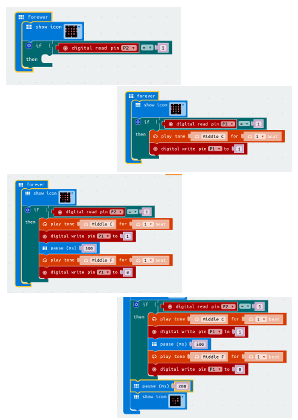 forever
show icon
if
digital read pin P2 = 1
then
forever
show icon
if
digital read pin P2 = 1
then
play tone Middle C for 1 beat
digital write pin P1 to 1
forever
show icon
if
digital read pin P2 = 1
then
play tone Middle C for 1 beat
digital write pin P1 to 1
pause (ms) 100
play tone Middle F for 1 beat
digital write pin P1 to 0
if
digital read pin P2 = 1
then
play tone Middle C for 1 beat
digital write pin P1 to 1
pause (ms) 100
play tone Middle F for 1 beat
digital write pin P1 to 0
pause (ms) 200
show icon